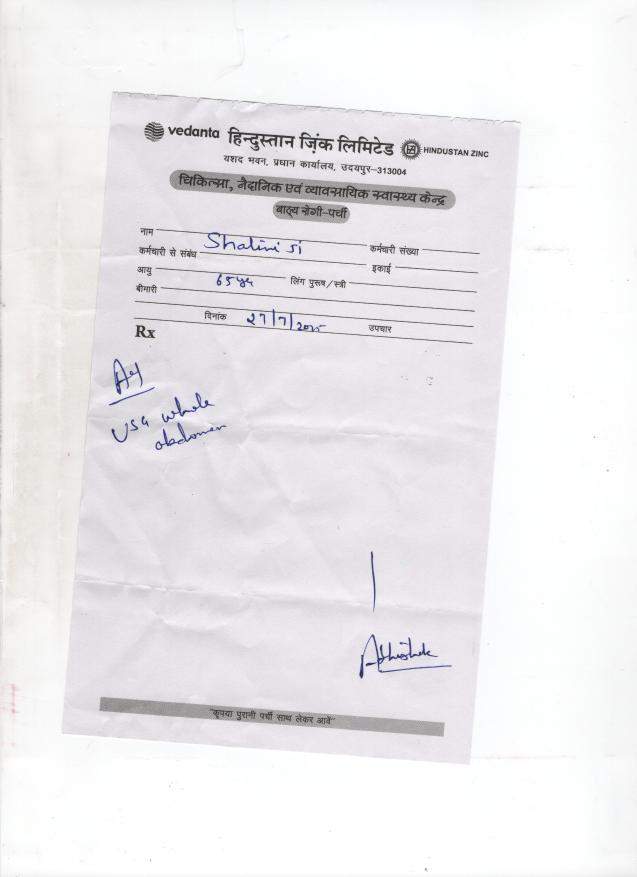 vedanta हिन्दुस्तान ज़िंक लिमिटेड HINDUSTAN ZINC
यशद भवन, प्रधान कार्यालय, उदयपुर-313004
चिकित्सा, नैदानिक एवं व्यावसायिक स्वास्थ्य केन्द्र
बाह्य रोगी-पर्ची
नाम Shalini कर्मचारी संख्या
कर्मचारी से संबंध इकाई
आयु 65 लिंग पुरूष/स्त्री
बीमारी
दिनांक 27/7/2025 उपचार
Rx
USG whole
abdomen
Abhishek
"कृपया पुरानी पर्ची साथ लेकर आवें"